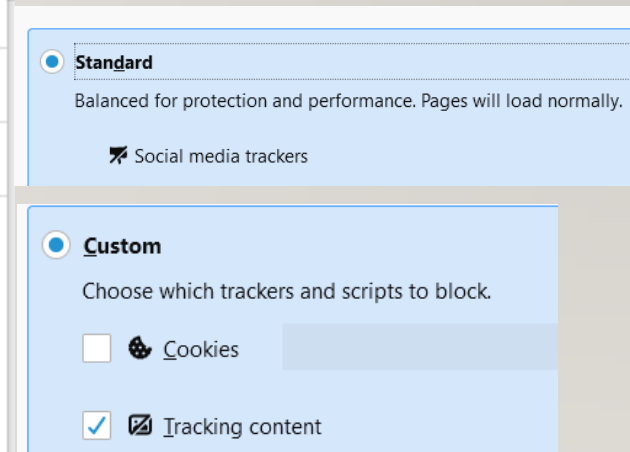 Standard
Balanced for protection and performance. Pages will load normally.
Social media trackers
Custom
Choose which trackers and scripts to block.
Cookies
Tracking content